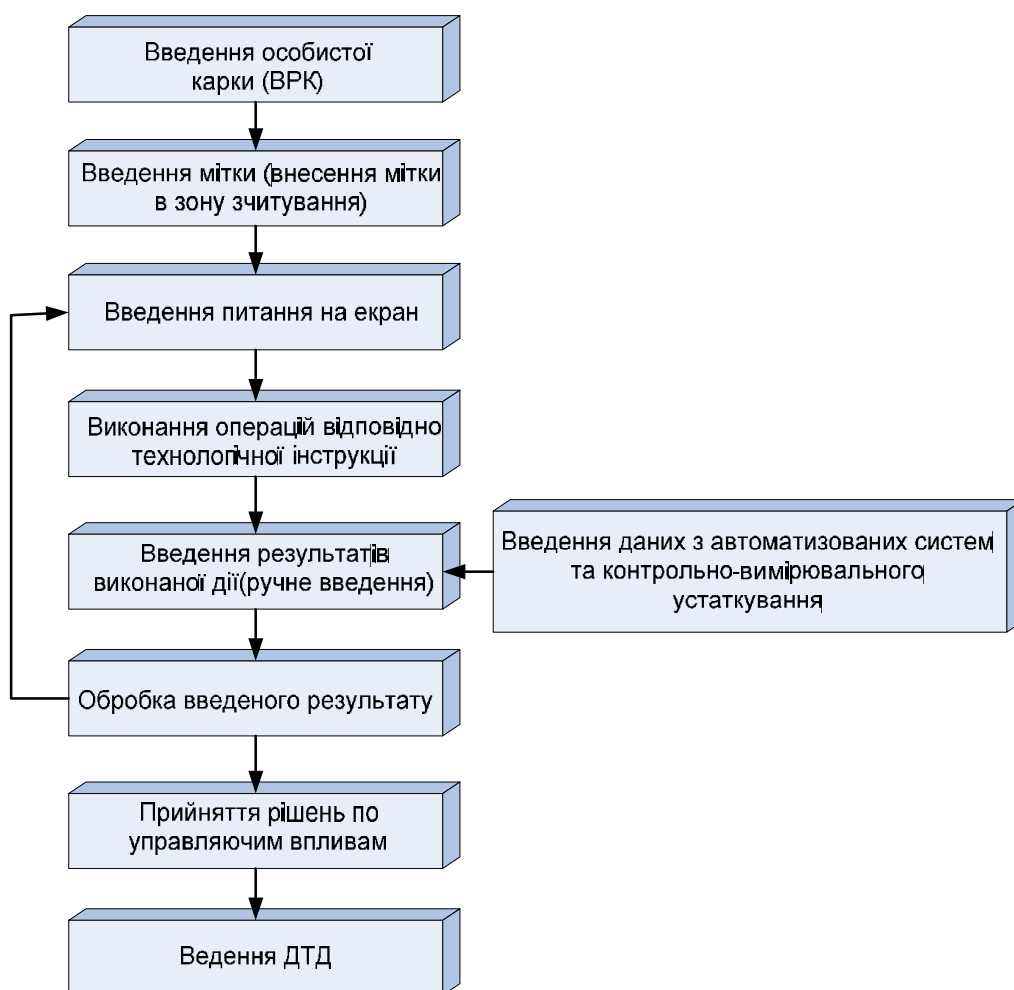 Введення особистої
карки (ВРК)
Введення мітки (внесення мітки
в зону зчитування)
Введення питання на екран
Виконання операцій відповідно
технолопічної інструкції
Введення результатів
виконаної дії(ручне введення)
Введення даних з автоматизованих систем
та контрольно-вимірювального
устаткування
Обробка введеного результату
Прийняття рішень по
управляючим впливам
Ведення ДТД